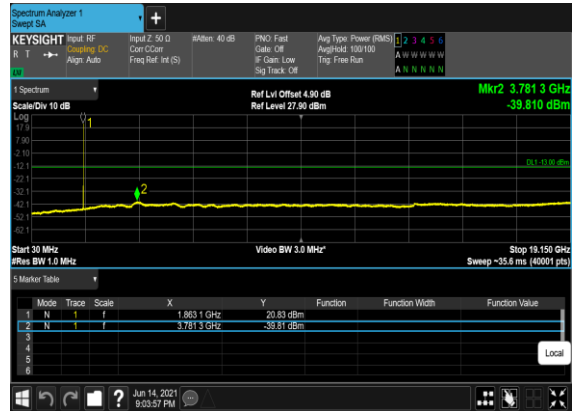 Spectrum Analyzer 1
Swept SA
+
KEYSIGHT Input: RF Input Z: 50 Ω #Atten: 40 dB PNO: Fast Avg Type: Power (RMS) 1 2 3 4 5 6
R T Coupling: DC Corr CCorr Gate: Off Avg|Hold: 100/100 A W W W W W
Align: Auto Freq Ref: Int (S) IF Gain: Low Trig: Free Run
Sig Track: Off A N N N N N
LW
1 Spectrum Ref Lvl Offset 4.90 dB Mkr2 3.781 3 GHz
Scale/Div 10 dB Ref Level 27.90 dBm -39.810 dBm
Log
17.9 1
7.90
-2.10
-12.1 DL1 -13.00 dBm
-22.1
-32.1 2
-42.1
-52.1
-62.1
Start 30 MHz Video BW 3.0 MHz* Stop 19.150 GHz
#Res BW 1.0 MHz Sweep ~35.6 ms (40001 pts)
5 Marker Table
Mode Trace Scale X Y Function Function Width Function Value
1 N 1 f 1.863 1 GHz 20.83 dBm
2 N 1 f 3.781 3 GHz -39.81 dBm
3
4
5
6
Local
? Jun 14, 2021
9:03:57 PM